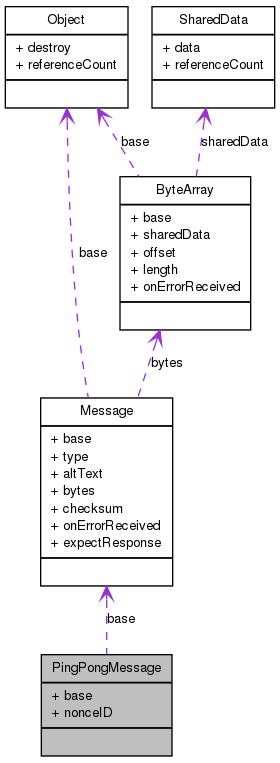 Object
+ destroy
+ referenceCount
SharedData
+ data
+ referenceCount
base
sharedData
ByteArray
+ base
+ sharedData
+ offset
+ length
+ onErrorReceived
base
bytes
Message
+ base
+ type
+ altText
+ bytes
+ checksum
+ onErrorReceived
+ expectResponse
base
PingPongMessage
+ base
+ nonceID